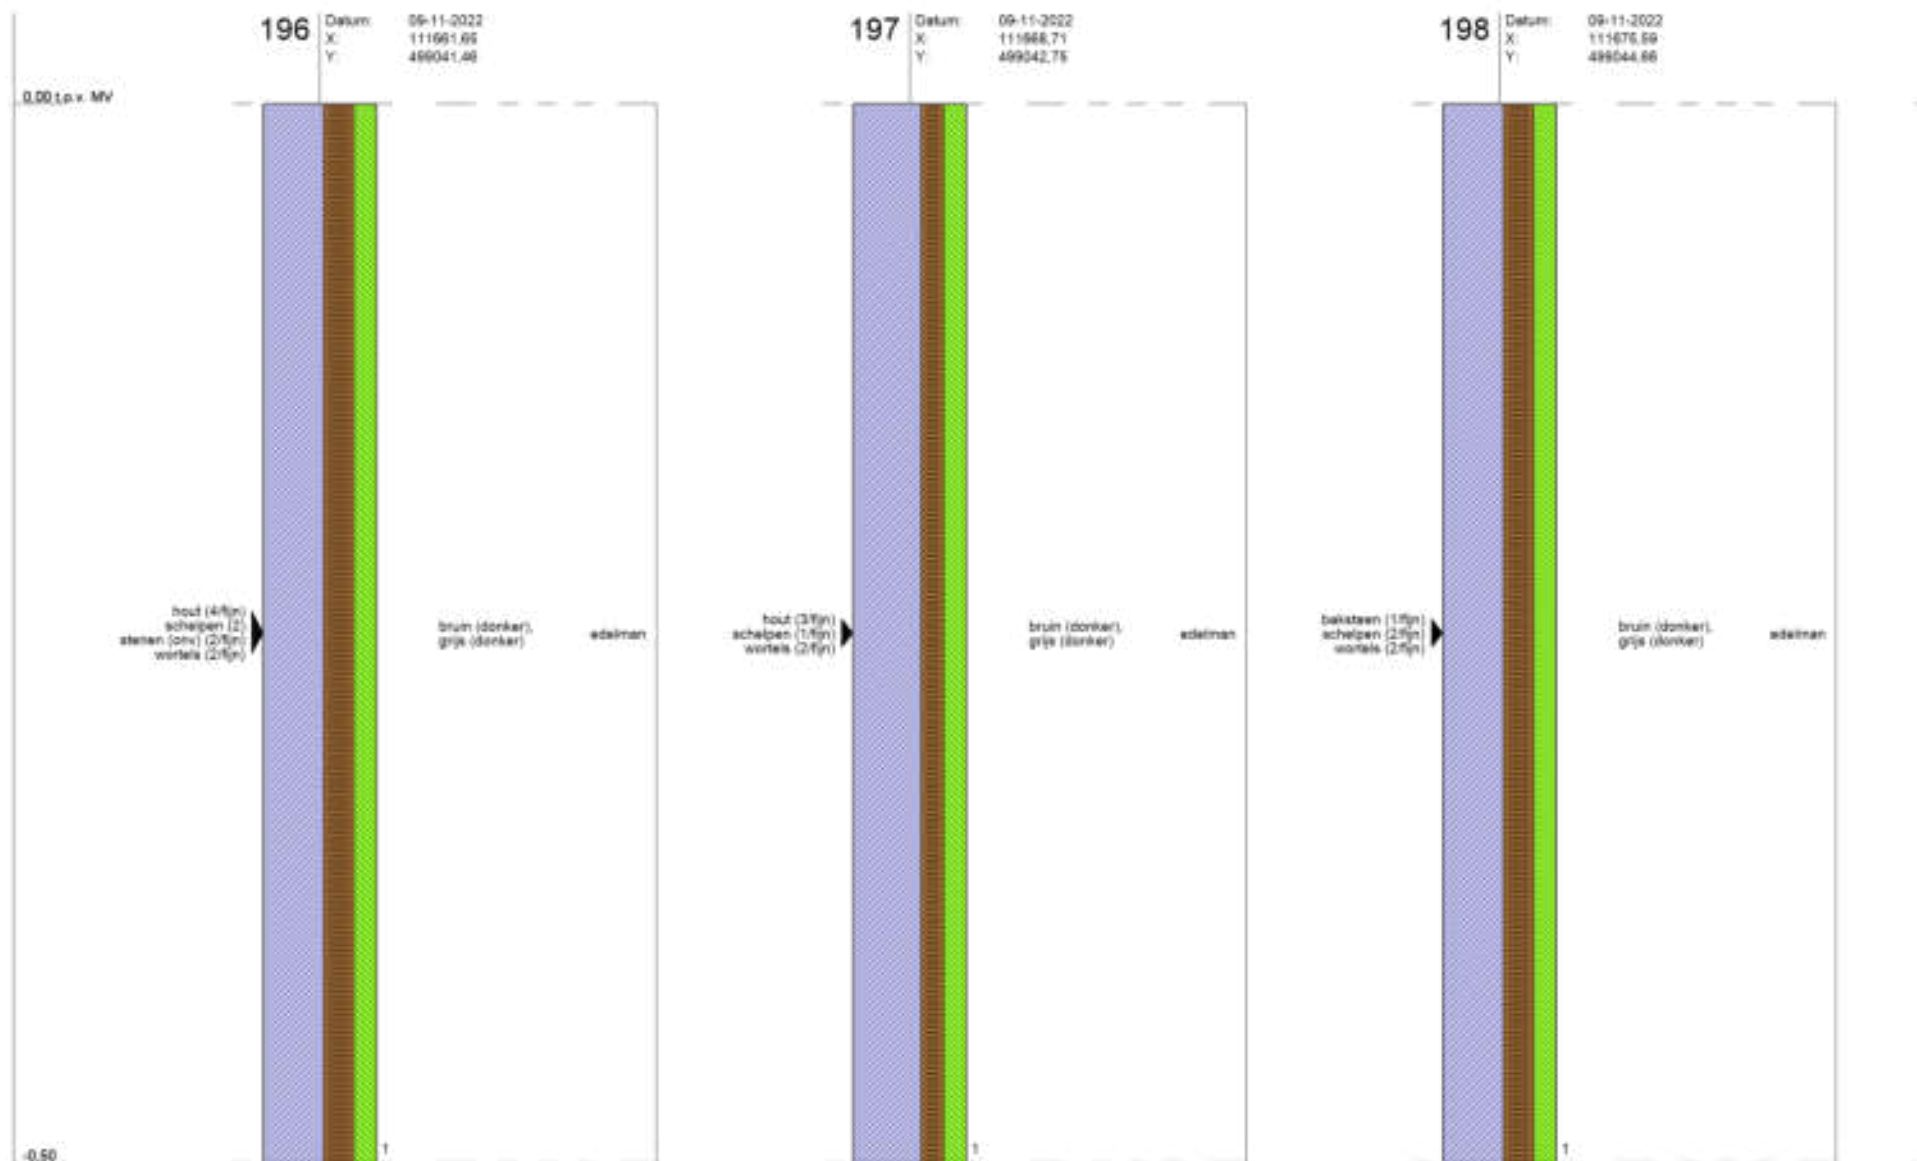 196
Datum: 09-11-2022
X: 111661,65
Y: 499041,46
197
Datum: 09-11-2022
X: 111668,71
Y: 499042,75
198
Datum: 09-11-2022
X: 111675,59
Y: 499044,66
0,00 t.o.v. MV
hout (4/fijn)
schelpen (2)
stenen (onv) (2/fijn)
wortels (2/fijn)
bruin (donker),
grijs (donker)
edelman
hout (3/fijn)
schelpen (1/fijn)
wortels (2/fijn)
bruin (donker),
grijs (donker)
edelman
baksteen (1/fijn)
schelpen (2/fijn)
wortels (2/fijn)
bruin (donker),
grijs (donker)
edelman
-0.50
1
1
1